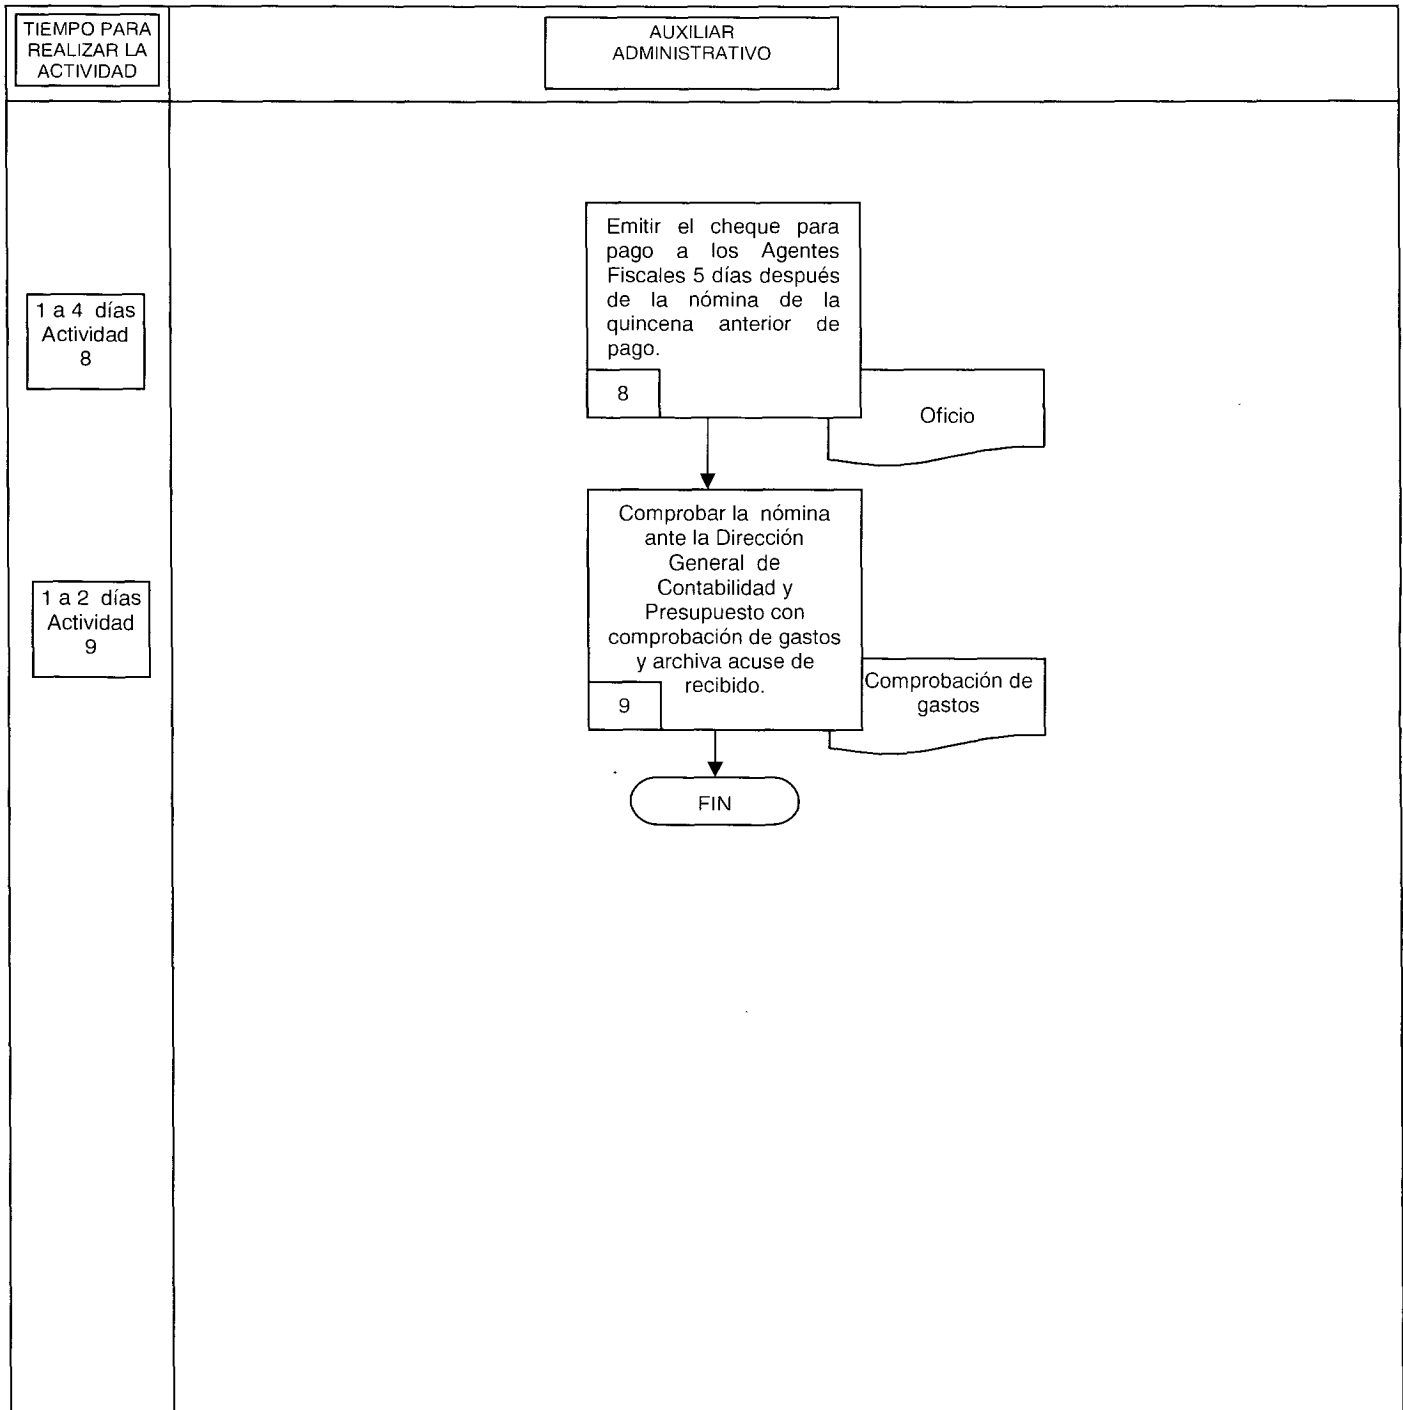 TIEMPO PARA
REALIZAR LA
ACTIVIDAD
AUXILIAR
ADMINISTRATIVO
Emitir el cheque para
pago a los Agentes
Fiscales 5 días después
de la nómina de la
quincena anterior de
pago.
1 a 4 días
Actividad
8
8
Oficio
Comprobar la nómina
ante la Dirección
General de
Contabilidad y
Presupuesto con
comprobación de gastos
y archiva acuse de
recibido.
1 a 2 días
Actividad
9
9
Comprobación de
gastos
FIN